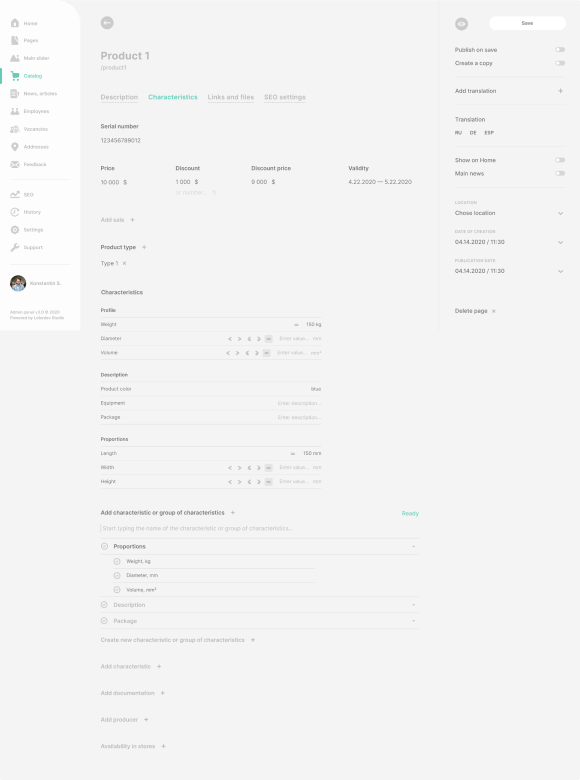 Home
Pages
Main slider
Catalog
News, articles
Employees
Vacancies
Addresses
Feedback
SEO
History
Settings
Support
Konstantin S.
Admin panel v3.0 © 2020
Powered by Lebedev Studio
Product 1
/product1
Description Characteristics Links and files SEO settings
Serial number
123456789012
Price Discount Discount price Validity
10 000 $ 1 000 $ 9 000 $ 4.22.2020 — 5.22.2020
or number... %
Add sale +
Product type +
Type 1 ×
Characteristics
Profile
Weight = 150 kg
Diameter < > ≤ ≥ = Enter value... mm
Volume < > ≤ ≥ = Enter value... mm³
Description
Product color blue
Equipment Enter description...
Package Enter description...
Proportions
Length = 150 mm
Width < > ≤ ≥ = Enter value... mm
Height < > ≤ ≥ = Enter value... mm
Add characteristic or group of characteristics + Ready
Start typing the name of the characteristic or group of characteristics...
Proportions
Weight, kg
Diameter, mm
Volume, mm³
Description
Package
Create new characteristic or group of characteristics +
Add characteristic +
Add documentation +
Add producer +
Availability in stores +
Save
Publish on save
Create a copy
Add translation +
Translation
RU DE ESP
Show on Home
Main news
LOCATION
Chose location
DATE OF CREATION
04.14.2020 / 11:30
PUBLICATION DATE
04.14.2020 / 11:30
Delete page ×